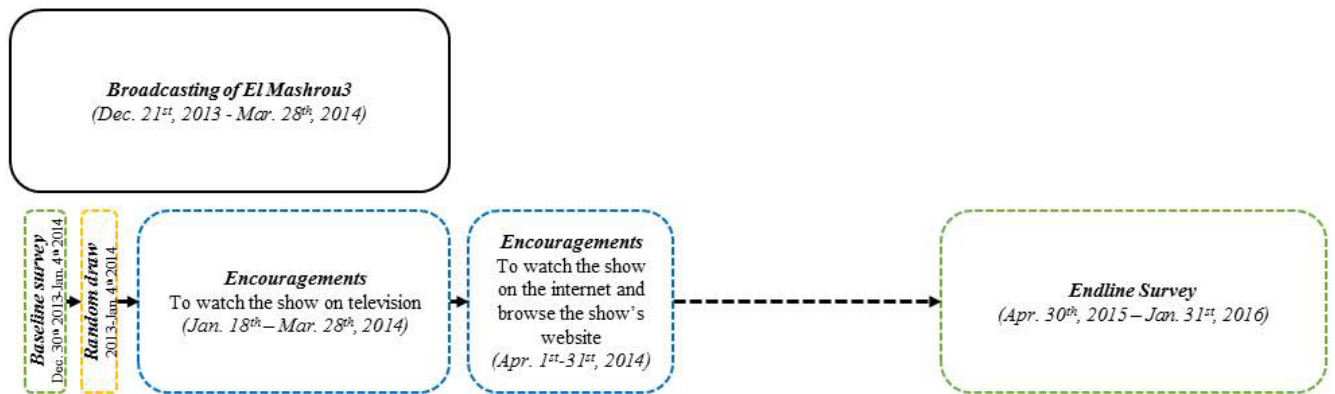 Broadcasting of El Mashrou3
(Dec. 21st, 2013 - Mar. 28th, 2014)
Baseline survey
Dec. 30th 2013-Jan. 4th 2014
Random draw
2013-Jan. 4th 2014
Encouragements
To watch the show on television
(Jan. 18th – Mar. 28th, 2014)
Encouragements
To watch the show
on the internet and
browse the show's
website
(Apr. 1st-31st, 2014)
Endline Survey
(Apr. 30th, 2015 – Jan. 31st, 2016)